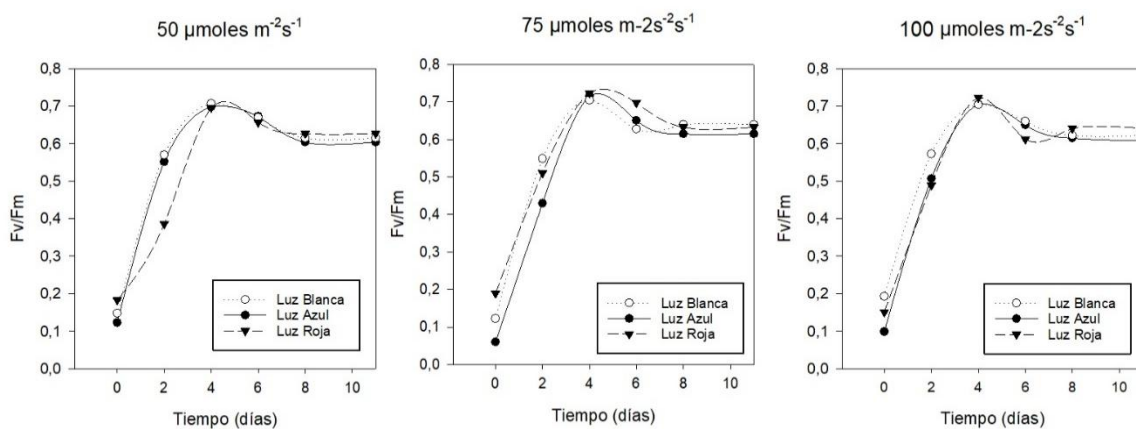 50 µmoles m⁻²s⁻¹
0,8
0,7
0,6
0,5
0,4
0,3
0,2
0,1
0,0
Fv/Fm
Luz Blanca
Luz Azul
Luz Roja
0 2 4 6 8 10
Tiempo (días)
75 µmoles m-2s⁻²s⁻¹
0,8
0,7
0,6
0,5
0,4
0,3
0,2
0,1
0,0
Fv/Fm
Luz Blanca
Luz Azul
Luz Roja
0 2 4 6 8 10
Tiempo (días)
100 µmoles m-2s⁻²s⁻¹
0,8
0,7
0,6
0,5
0,4
0,3
0,2
0,1
0,0
Fv/Fm
Luz Blanca
Luz Azul
Luz Roja
0 2 4 6 8 10
Tiempo (días)